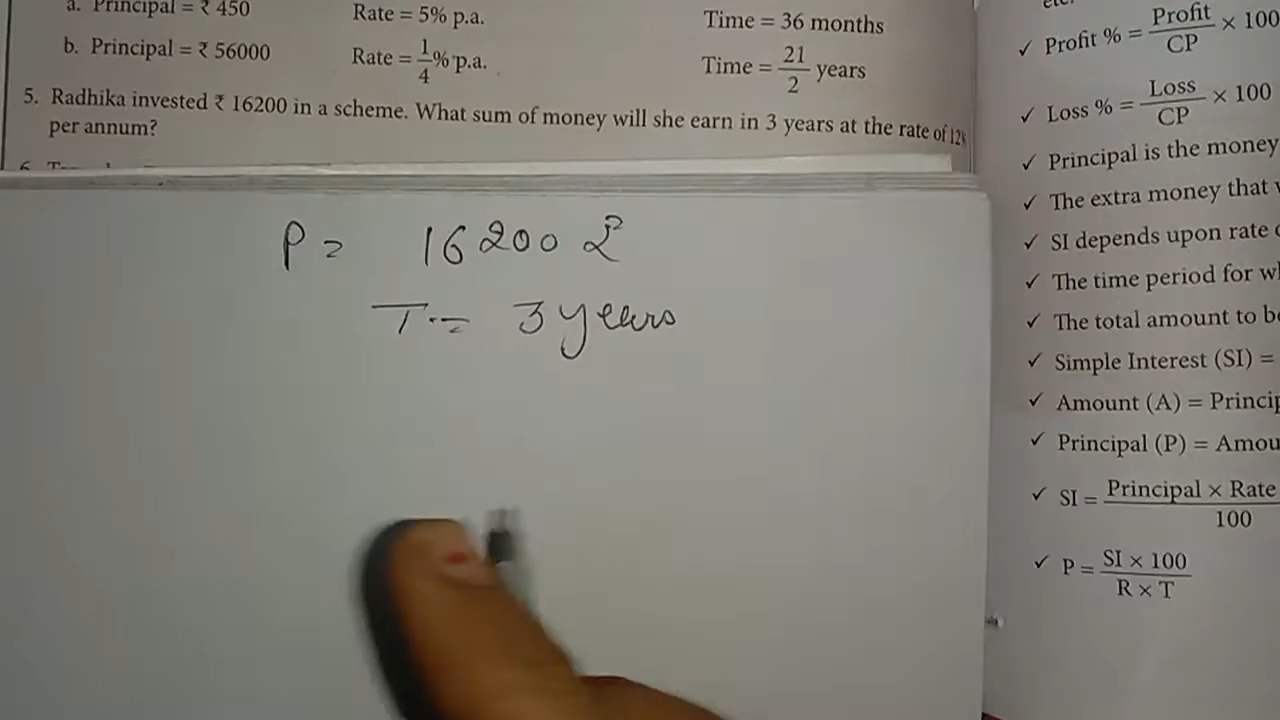 a. Principal = ₹ 450 Rate = 5% p.a. Time = 36 months
b. Principal = ₹ 56000 Rate = 1/4 % p.a. Time = 21/2 years
5. Radhika invested ₹ 16200 in a scheme. What sum of money will she earn in 3 years at the rate of 12%
per annum?
P = 16200 ₹
T = 3 years
✓ Profit % = Profit/CP × 100
✓ Loss % = Loss/CP × 100
✓ Principal is the money
✓ The extra money that
✓ SI depends upon rate
✓ The time period for
✓ The total amount to
✓ Simple Interest (SI) =
✓ Amount (A) =
✓ Principal (P) =
✓ SI = Principal × Rate / 100
✓ P = SI × 100 / R × T